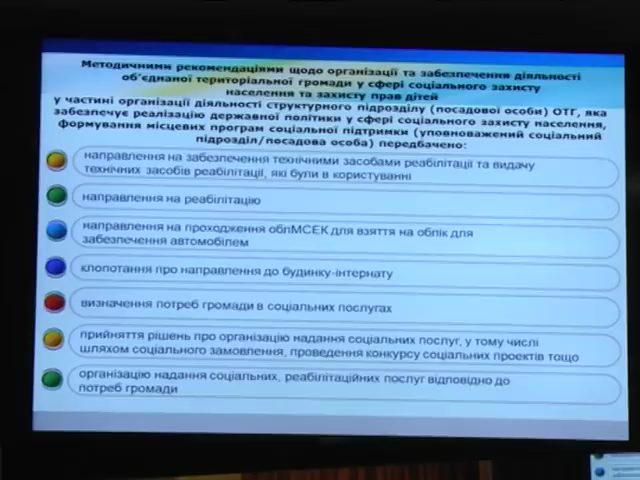 Методичними рекомендаціями щодо організації та забезпечення діяльності
об’єднаної територіальної громади у сфері соціального захисту
населення та захисту прав дітей
у частині організації діяльності структурного підрозділу (посадової особи) ОТГ, яка
забезпечує реалізацію державної політики у сфері соціального захисту населення,
формування місцевих програм соціальної підтримки (уповноважений соціальний
підрозділ/посадова особа) передбачено:
направлення на забезпечення технічними засобами реабілітації та видачу
технічних засобів реабілітації, які були в користуванні
направлення на реабілітацію
направлення на проходження облМСЕК для взяття на облік для
забезпечення автомобілем
клопотання про направлення до будинку-інтернату
визначення потреб громади в соціальних послугах
прийняття рішень про організацію надання соціальних послуг, у тому числі
шляхом соціального замовлення, проведення конкурсу соціальних проектів тощо
організацію надання соціальних, реабілітаційних послуг відповідно до
потреб громади